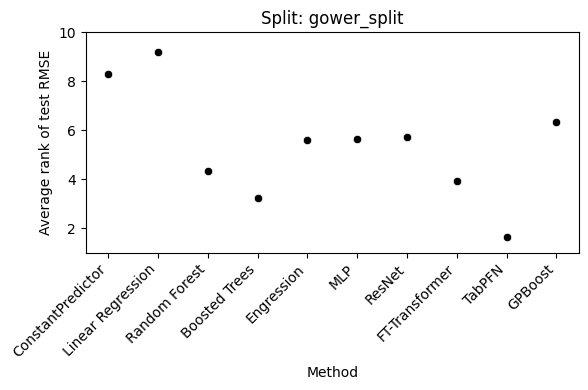 Split: gower_split
Average rank of test RMSE
10
8
6
4
2
ConstantPredictor
Linear Regression
Random Forest
Boosted Trees
Engression
MLP
ResNet
FT-Transformer
TabPFN
GPBoost
Method